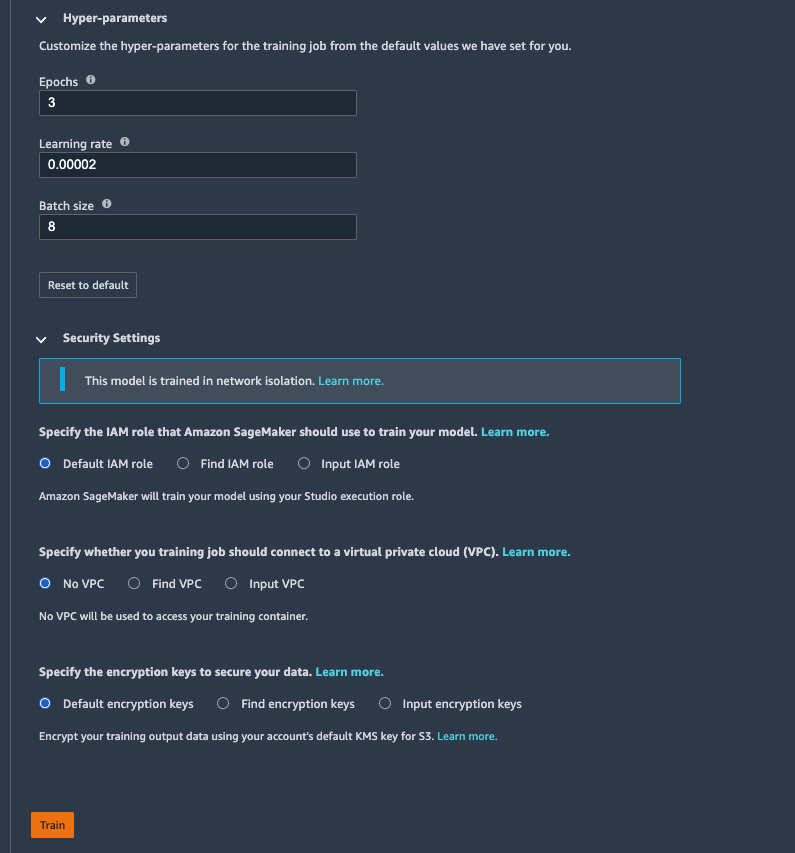 Hyper-parameters
Customize the hyper-parameters for the training job from the default values we have set for you.
Epochs
3
Learning rate
0.00002
Batch size
8
Reset to default
Security Settings
This model is trained in network isolation. Learn more.
Specify the IAM role that Amazon SageMaker should use to train your model. Learn more.
Default IAM role Find IAM role Input IAM role
Amazon SageMaker will train your model using your Studio execution role.
Specify whether you training job should connect to a virtual private cloud (VPC). Learn more.
No VPC Find VPC Input VPC
No VPC will be used to access your training container.
Specify the encryption keys to secure your data. Learn more.
Default encryption keys Find encryption keys Input encryption keys
Encrypt your training output data using your account's default KMS key for S3. Learn more.
Train